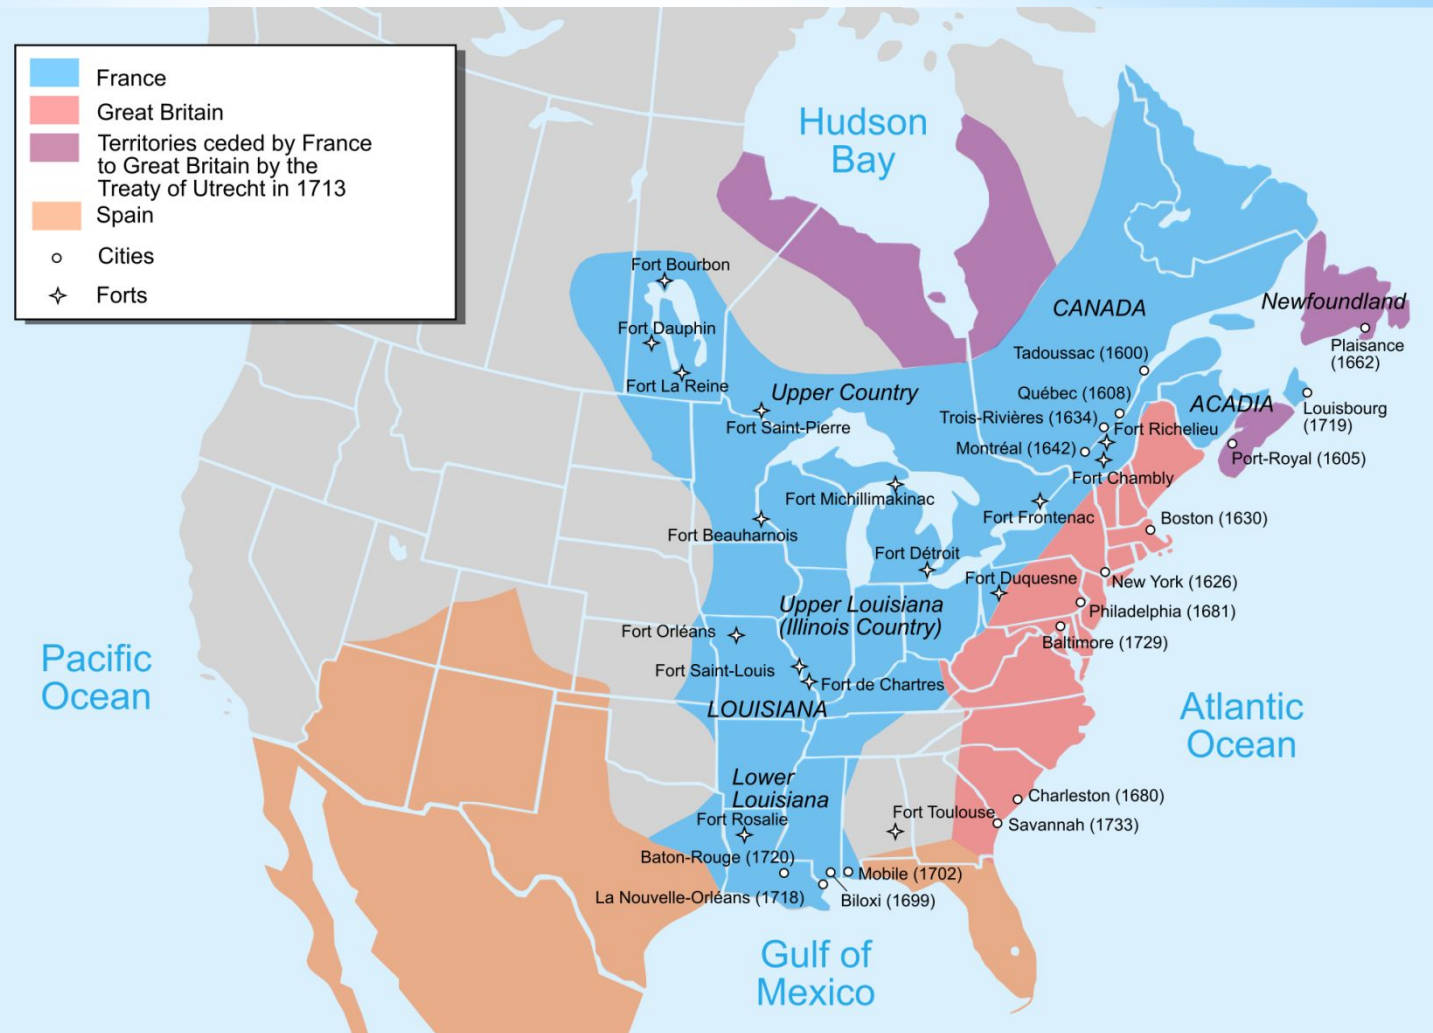 France
Great Britain
Territories ceded by France
to Great Britain by the
Treaty of Utrecht in 1713
Spain
Cities
Forts
Hudson
Bay
Fort Bourbon
Fort Dauphin
Fort La Reine
Upper Country
Fort Saint-Pierre
CANADA
Newfoundland
Plaisance
(1662)
Tadoussac (1600)
Québec (1608)
ACADIA
Louisbourg
(1719)
Trois-Rivières (1634)
Fort Richelieu
Montréal (1642)
Port-Royal (1605)
Fort Chambly
Fort Michillimakinac
Fort Frontenac
Boston (1630)
Fort Beauharnois
Fort Détroit
Fort Duquesne
New York (1626)
Upper Louisiana
(Illinois Country)
Philadelphia (1681)
Fort Orléans
Baltimore (1729)
Pacific
Ocean
Fort Saint-Louis
Fort de Chartres
LOUISIANA
Atlantic
Ocean
Lower
Louisiana
Charleston (1680)
Fort Rosalie
Fort Toulouse
Savannah (1733)
Baton-Rouge (1720)
Mobile (1702)
La Nouvelle-Orléans (1718)
Biloxi (1699)
Gulf of
Mexico